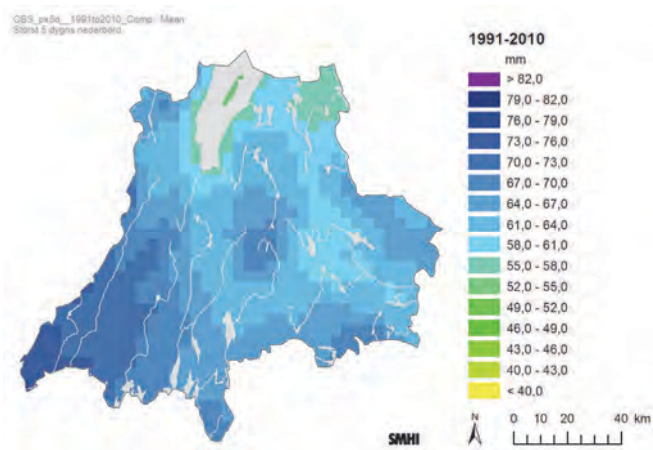 OBS_px5d__1991to2010_Comp: Mean
Störst 5 dygns nederbörd.
1991-2010
mm
> 82,0
79,0 - 82,0
76,0 - 79,0
73,0 - 76,0
70,0 - 73,0
67,0 - 70,0
64,0 - 67,0
61,0 - 64,0
58,0 - 61,0
55,0 - 58,0
52,0 - 55,0
49,0 - 52,0
46,0 - 49,0
43,0 - 46,0
40,0 - 43,0
< 40,0
N
SMHI
0 10 20 40 km